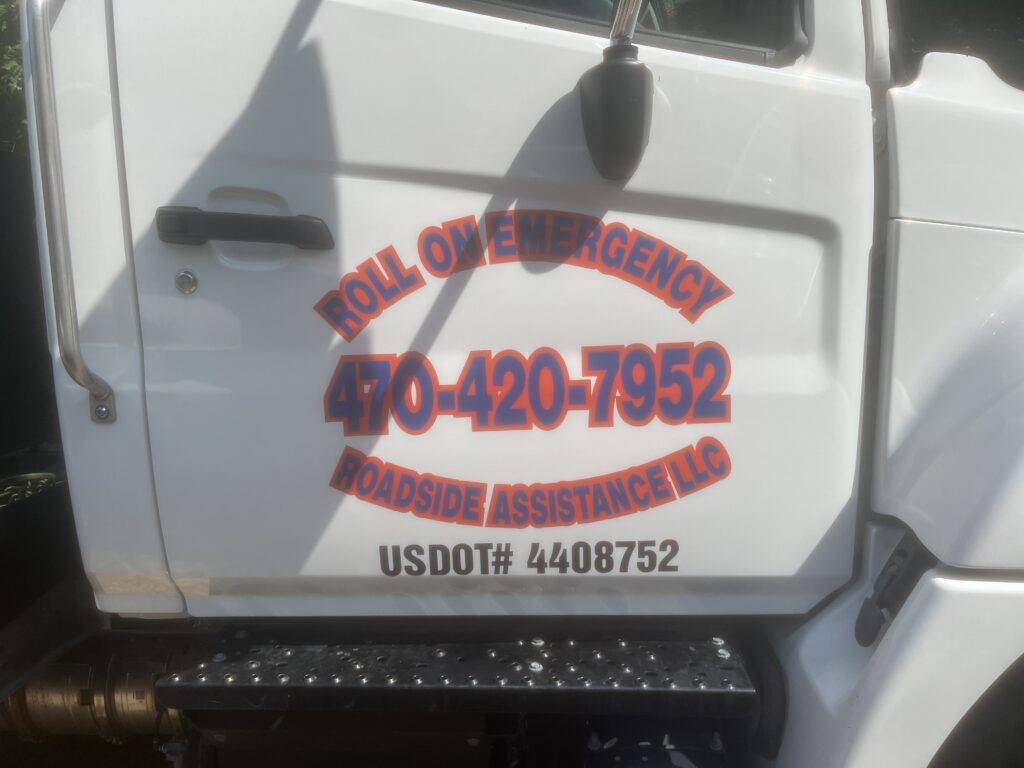 ROLL ON EMERGENCY
470-420-7952
ROADSIDE ASSISTANCE LLC
USDOT# 4408752